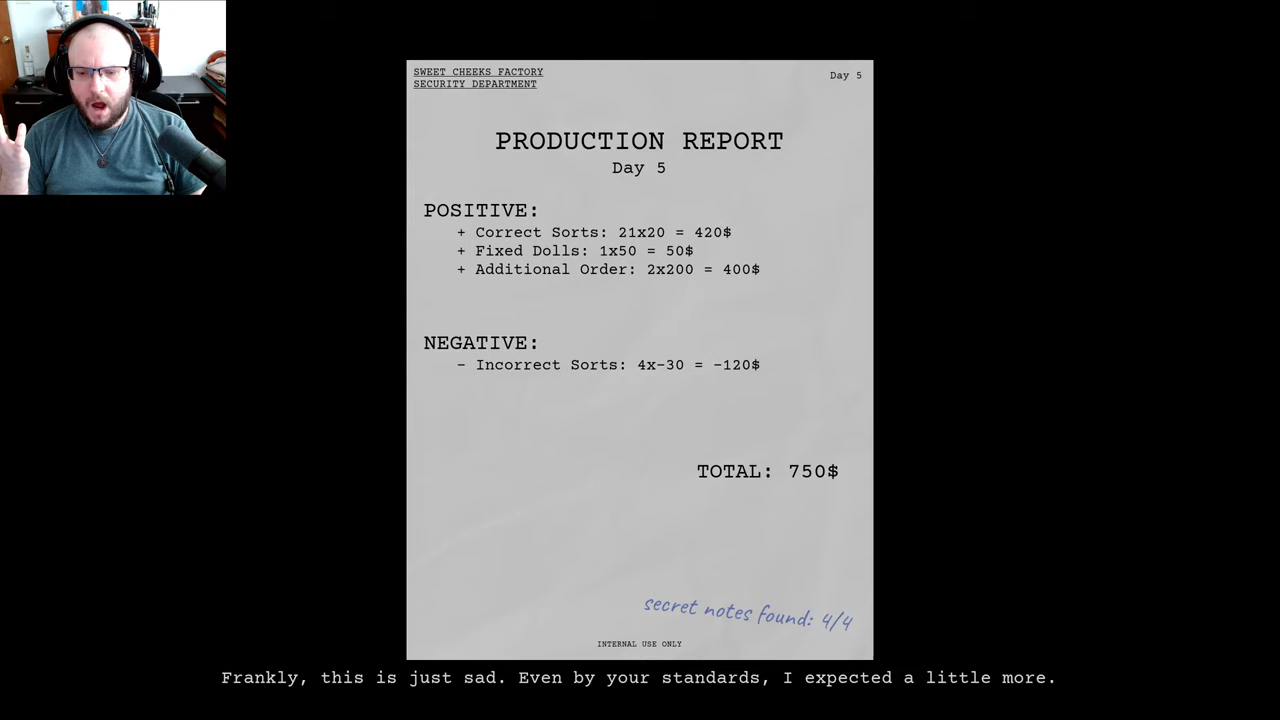 SWEET CHEEKS FACTORY
SECURITY DEPARTMENT
Day 5
PRODUCTION REPORT
Day 5
POSITIVE:
+ Correct Sorts: 21x20 = 420$
+ Fixed Dolls: 1x50 = 50$
+ Additional Order: 2x200 = 400$
NEGATIVE:
- Incorrect Sorts: 4x-30 = -120$
TOTAL: 750$
secret notes found: 4/4
INTERNAL USE ONLY
Frankly, this is just sad. Even by your standards, I expected a little more.